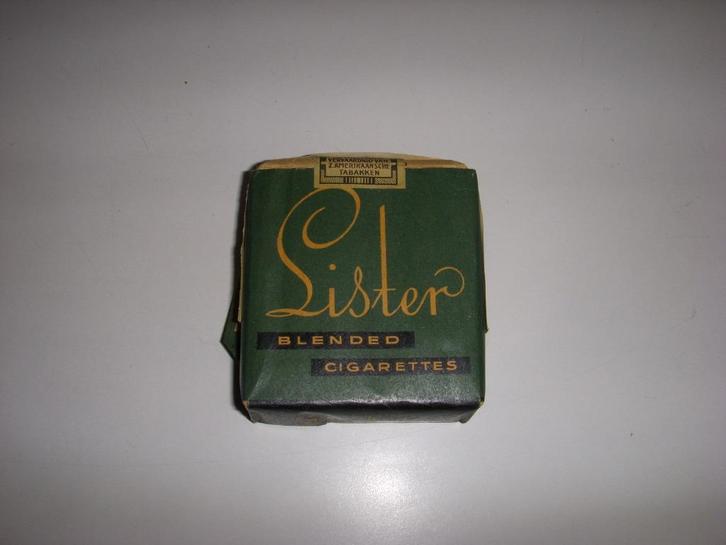 VERVAARDIGD VAN
Z.AMERIKAANSCHE
TABAKKEN
Lister
BLENDED
CIGARETTES